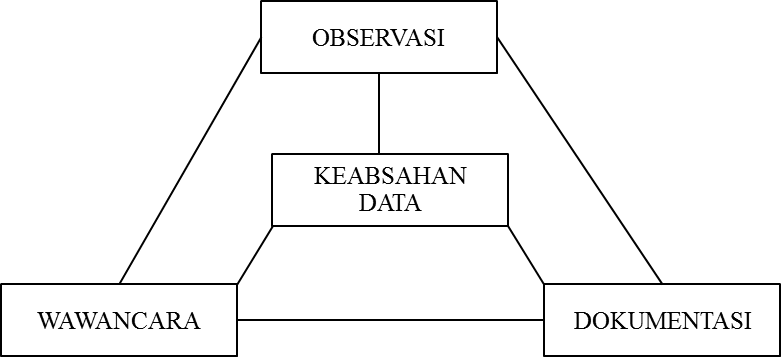 OBSERVASI
KEABSAHAN
DATA
WAWANCARA
DOKUMENTASI